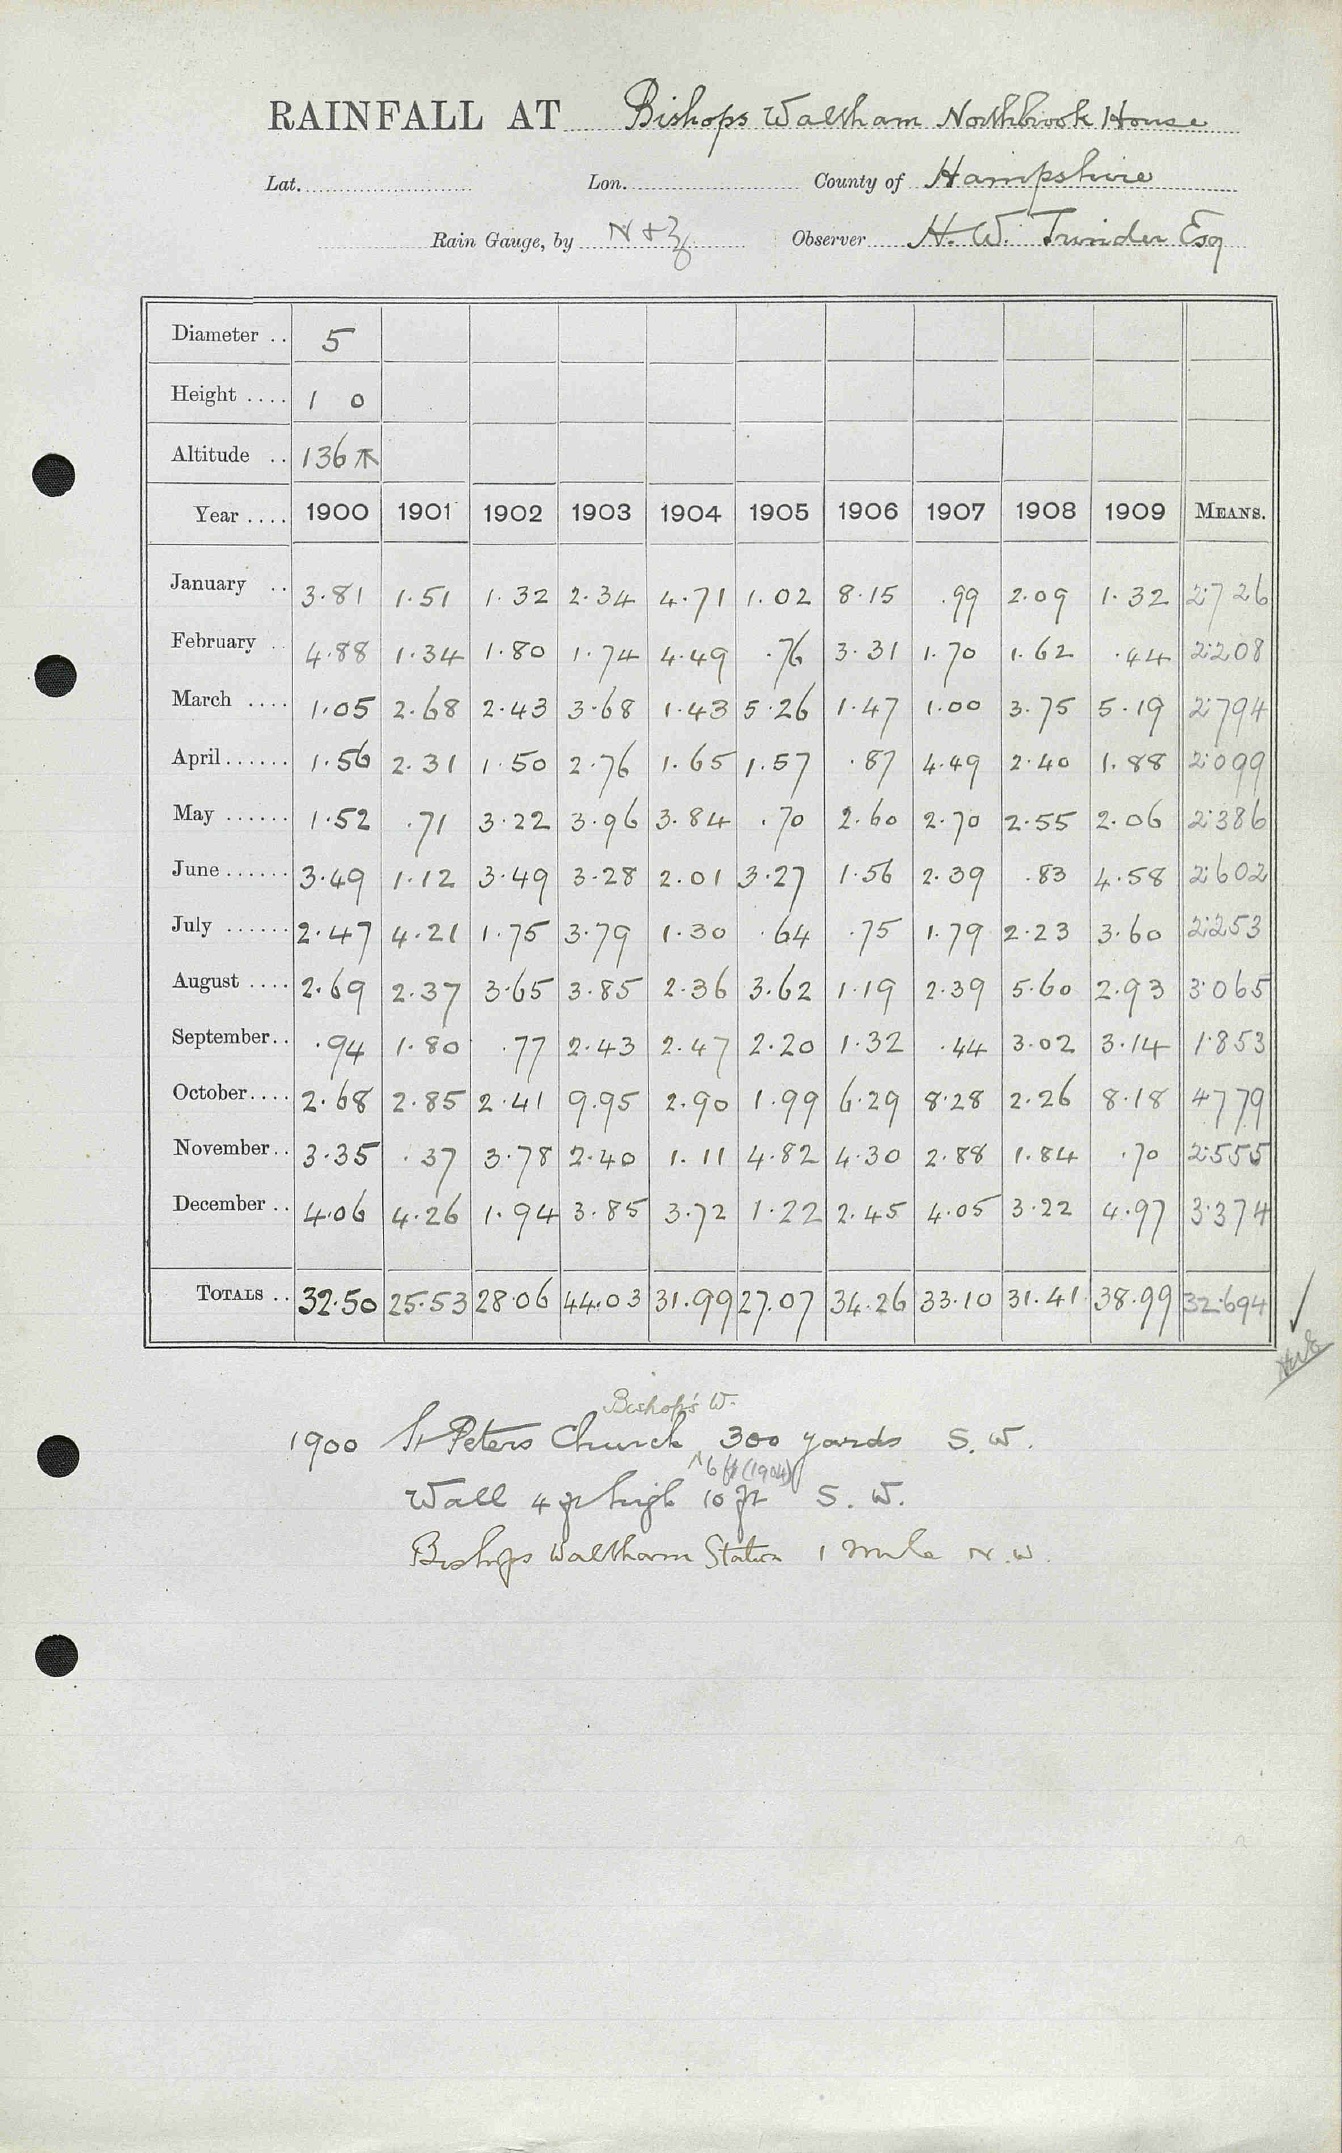 RAINFALL AT Bishops Waltham Northbrook House
Lat. Lon. County of Hampshire
Rain Gauge, by N & Z Observer H. W. Trinder Esq
Diameter .. 5
Height .... 1 0
Altitude .. 136
Year .... 1900 1901 1902 1903 1904 1905 1906 1907 1908 1909 MEANS.
January .. 3.81 1.51 1.32 2.34 4.71 1.02 8.15 .99 2.09 1.32 2.726
February .. 4.88 1.34 1.80 1.74 4.49 .76 3.31 1.70 1.62 .44 2.208
March .... 1.05 2.68 2.43 3.68 1.43 5.26 1.47 1.00 3.75 5.19 2.794
April...... 1.56 2.31 1.50 2.76 1.65 1.57 .87 4.49 2.40 1.88 2.099
May ...... 1.52 .71 3.22 3.96 3.84 .70 2.60 2.70 2.55 2.06 2.386
June...... 3.49 1.12 3.49 3.28 2.01 3.27 1.56 2.39 .83 4.58 2.602
July ...... 2.47 4.21 1.75 3.79 1.30 .64 .75 1.79 2.23 3.60 2.253
August .... 2.69 2.37 3.65 3.85 2.36 3.62 1.19 2.39 5.60 2.93 3.065
September.. .94 1.80 .77 2.43 2.47 2.20 1.32 .44 3.02 3.14 1.853
October.... 2.68 2.85 2.41 9.95 2.90 1.99 6.29 8.28 2.26 8.18 4.779
November.. 3.35 .37 3.78 2.40 1.11 4.82 4.30 2.88 1.84 .70 2.555
December .. 4.06 4.26 1.94 3.85 3.72 1.22 2.45 4.05 3.22 4.97 3.374
TOTALS .. 32.50 25.53 28.06 44.03 31.99 27.07 34.26 33.10 31.41 38.99 32.694
Bishop's W.
1900 St Peters Church 300 yards S. W.
6 ft (1904)
Wall 4 ft high 10 ft S. W.
Bishops Waltham Station 1 mile N. W.